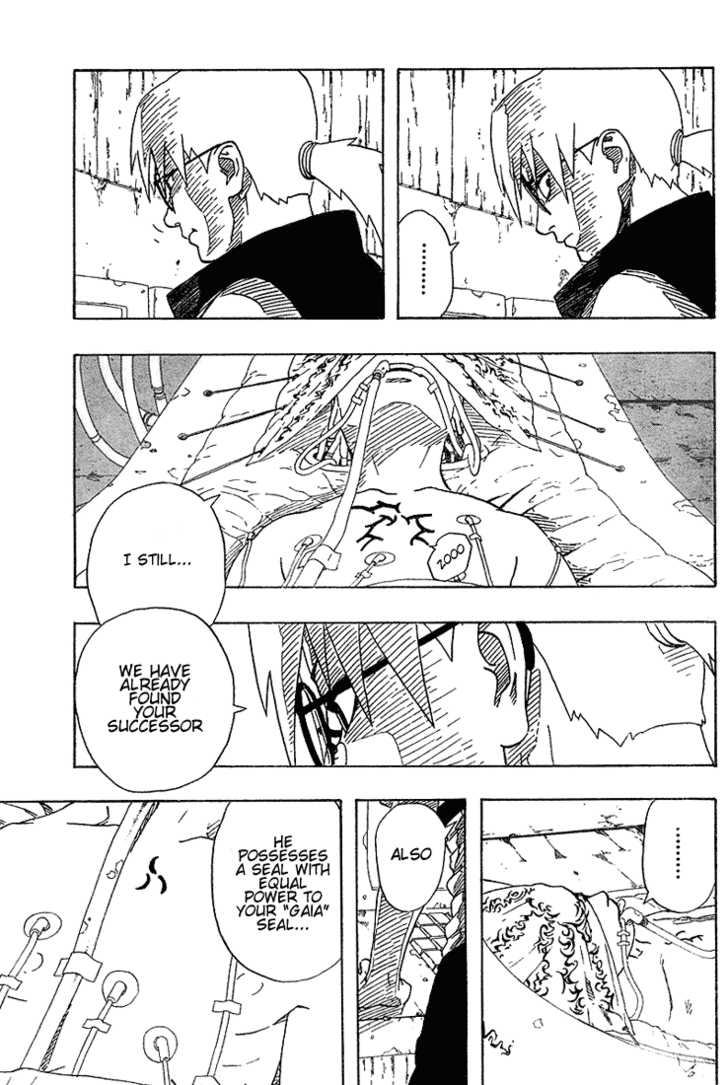 ........
I STILL...
ZOOO
WE HAVE
ALREADY
FOUND
YOUR
SUCCESSOR
........
ALSO
HE
POSSESSES
A SEAL WITH
EQUAL
POWER TO
YOUR "GAIA"
SEAL...